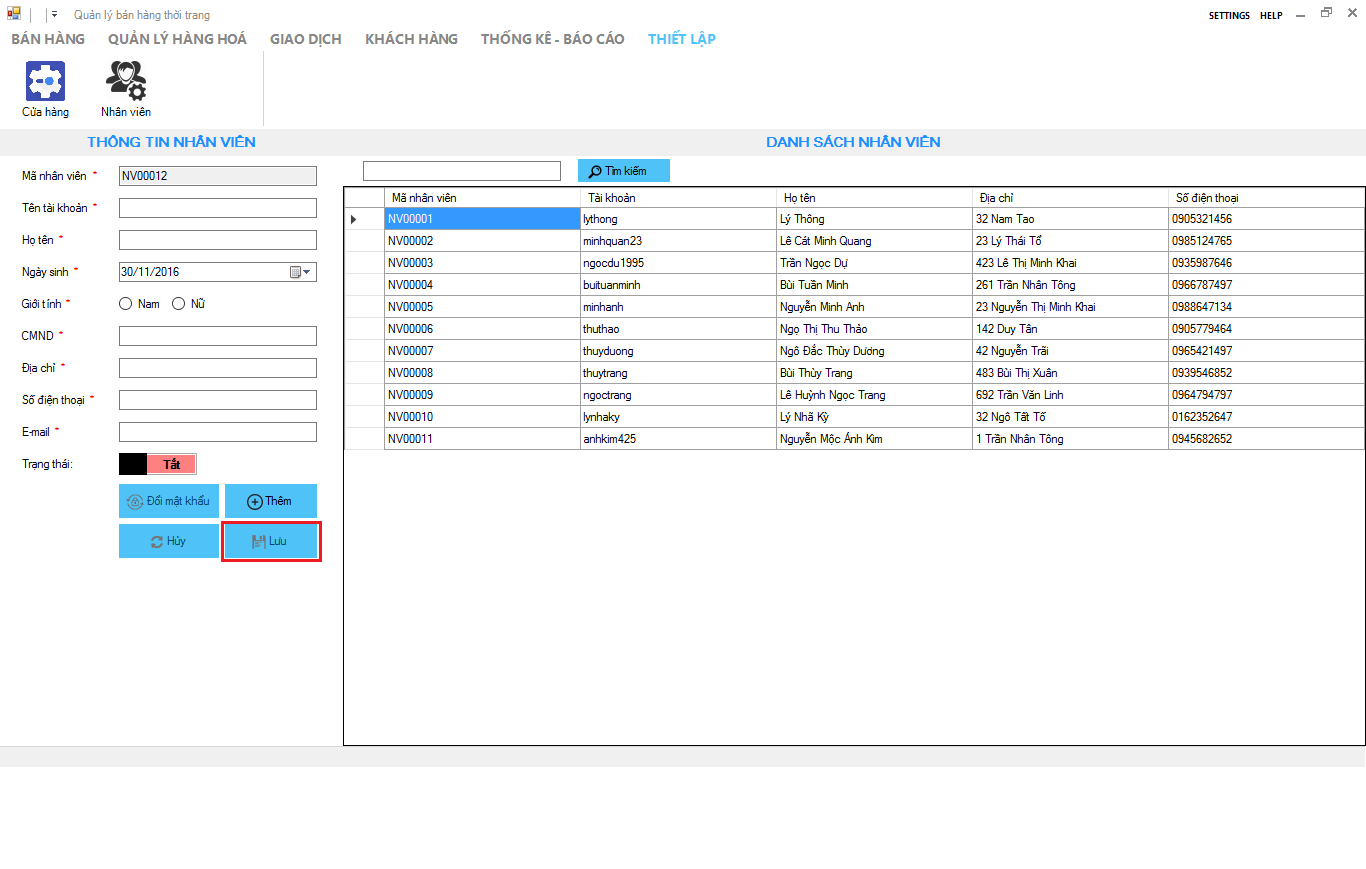 Quản lý bán hàng thời trang
SETTINGS HELP
BÁN HÀNG QUẢN LÝ HÀNG HOÁ GIAO DỊCH KHÁCH HÀNG THỐNG KÊ - BÁO CÁO THIẾT LẬP
Cửa hàng Nhân viên
THÔNG TIN NHÂN VIÊN
Mã nhân viên * NV00012
Tên tài khoản *
Họ tên *
Ngày sinh * 30/11/2016
Giới tính * Nam Nữ
CMND *
Địa chỉ *
Số điện thoại *
E-mail *
Trạng thái: Tắt
Đổi mật khẩu Thêm
Hủy Lưu
DANH SÁCH NHÂN VIÊN
Tìm kiếm
Mã nhân viên Tài khoản Họ tên Địa chỉ Số điện thoại
NV00001 lythong Lý Thông 32 Nam Tao 0905321456
NV00002 minhquan23 Lê Cát Minh Quang 23 Lý Thái Tổ 0985124765
NV00003 ngocdu1995 Trần Ngọc Dự 423 Lê Thị Minh Khai 0935987646
NV00004 buituanminh Bùi Tuấn Minh 261 Trần Nhân Tông 0966787497
NV00005 minhanh Nguyễn Minh Anh 23 Nguyễn Thị Minh Khai 0988647134
NV00006 thuthao Ngọ Thị Thu Thảo 142 Duy Tân 0905779464
NV00007 thuyduong Ngô Đắc Thùy Dương 42 Nguyễn Trãi 0965421497
NV00008 thuytrang Bùi Thùy Trang 483 Bùi Thị Xuân 0939546852
NV00009 ngoctrang Lê Huỳnh Ngọc Trang 692 Trần Văn Linh 0964794797
NV00010 lynhaky Lý Nhã Kỳ 32 Ngô Tất Tố 0162352647
NV00011 anhkim425 Nguyễn Mộc Ánh Kim 1 Trần Nhân Tông 0945682652